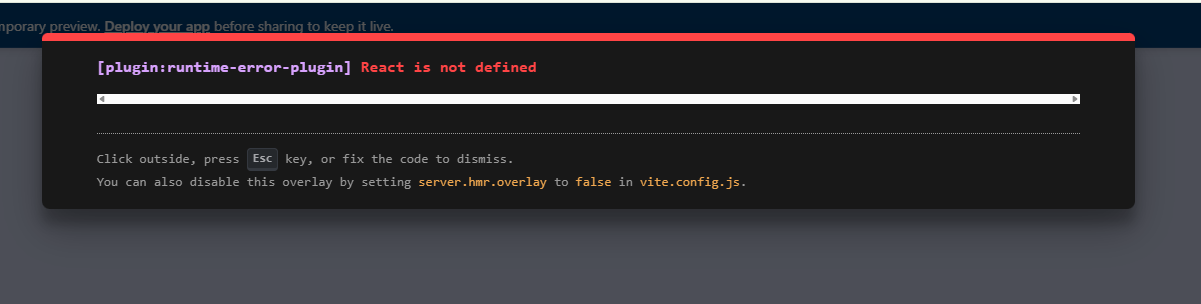 preview. Deploy your app before sharing to keep it live.
[plugin:runtime-error-plugin] React is not defined
Click outside, press Esc key, or fix the code to dismiss.
You can also disable this overlay by setting server.hmr.overlay to false in vite.config.js.